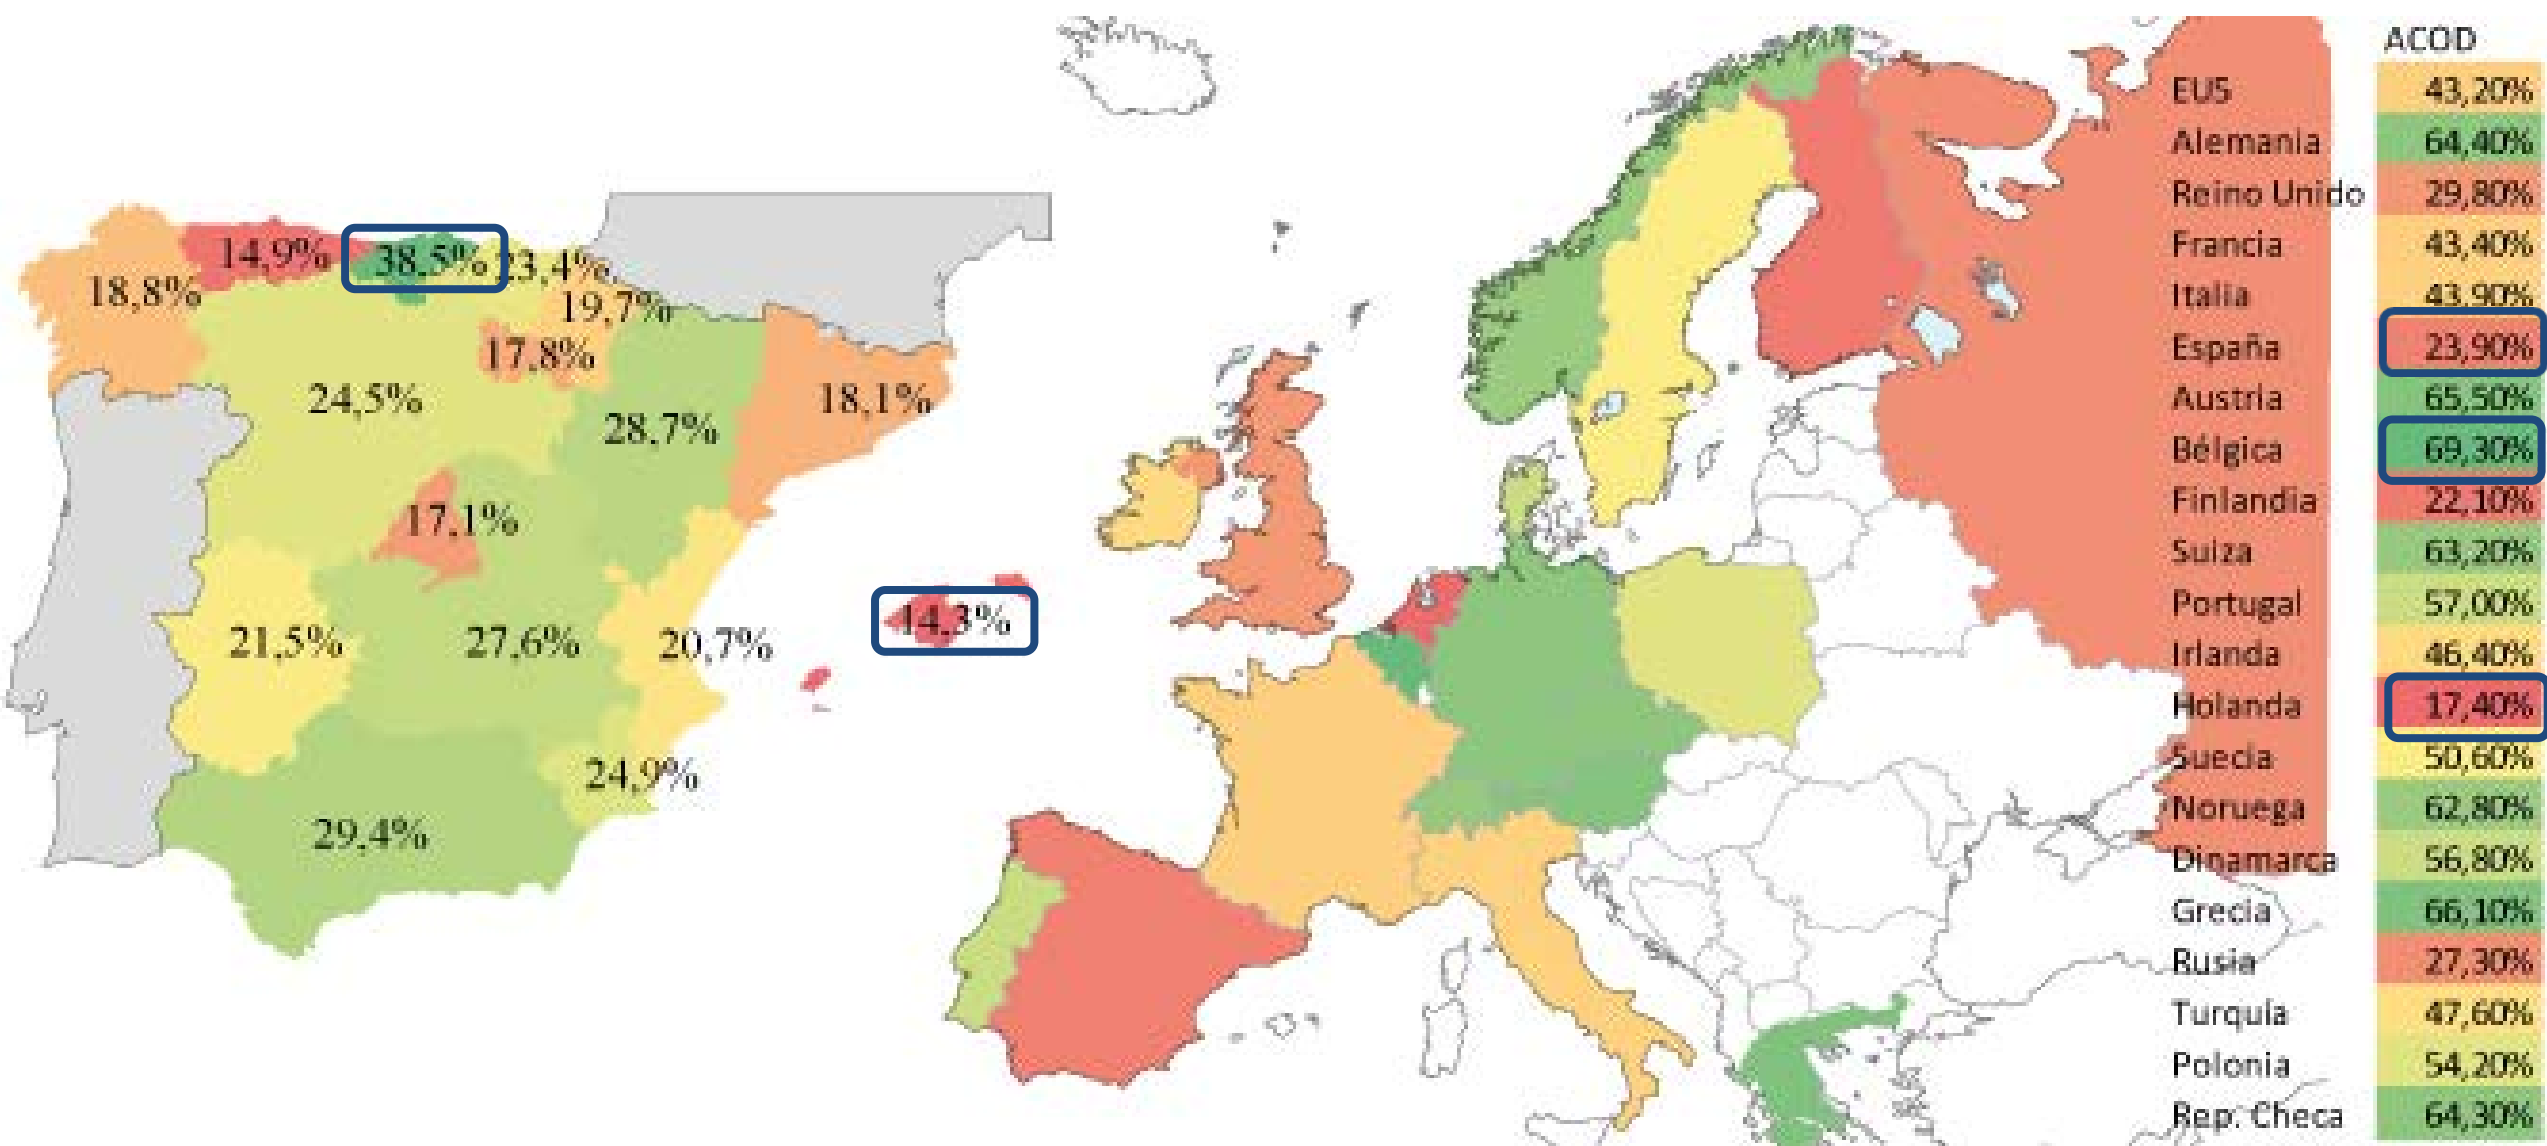 14,9%
38,5%
23,4%
18,8%
19,7%
17,8%
24,5%
18,1%
28,7%
17,1%
14,3%
21,5%
27,6%
20,7%
24,9%
29,4%
ACOD
EU5 43,20%
Alemania 64,40%
Reino Unido 29,80%
Francia 43,40%
Italia 43,90%
España 23,90%
Austria 65,50%
Bélgica 69,30%
Finlandia 22,10%
Suiza 63,20%
Portugal 57,00%
Irlanda 46,40%
Holanda 17,40%
Suecia 50,60%
Noruega 62,80%
Dinamarca 56,80%
Grecia 66,10%
Rusia 27,30%
Turquía 47,60%
Polonia 54,20%
Rep. Checa 64,30%